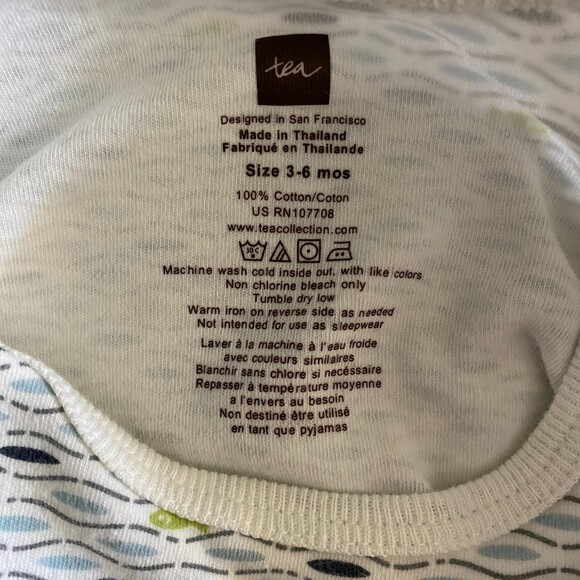 tea
Designed in San Francisco
Made in Thailand
Fabriqué en Thaïlande
Size 3-6 mos
100% Cotton/Coton
US RN107708
www.teacollection.com
30C
Machine wash cold inside out, with like colors
Non chlorine bleach only
Tumble dry low
Warm iron on reverse side as needed
Not intended for use as sleepwear
Laver à la machine à l'eau froide
avec couleurs similaires
Blanchir sans chlore si nécessaire
Repasser à température moyenne
a l'envers au besoin
Non destiné être utilisé
en tant que pyjamas